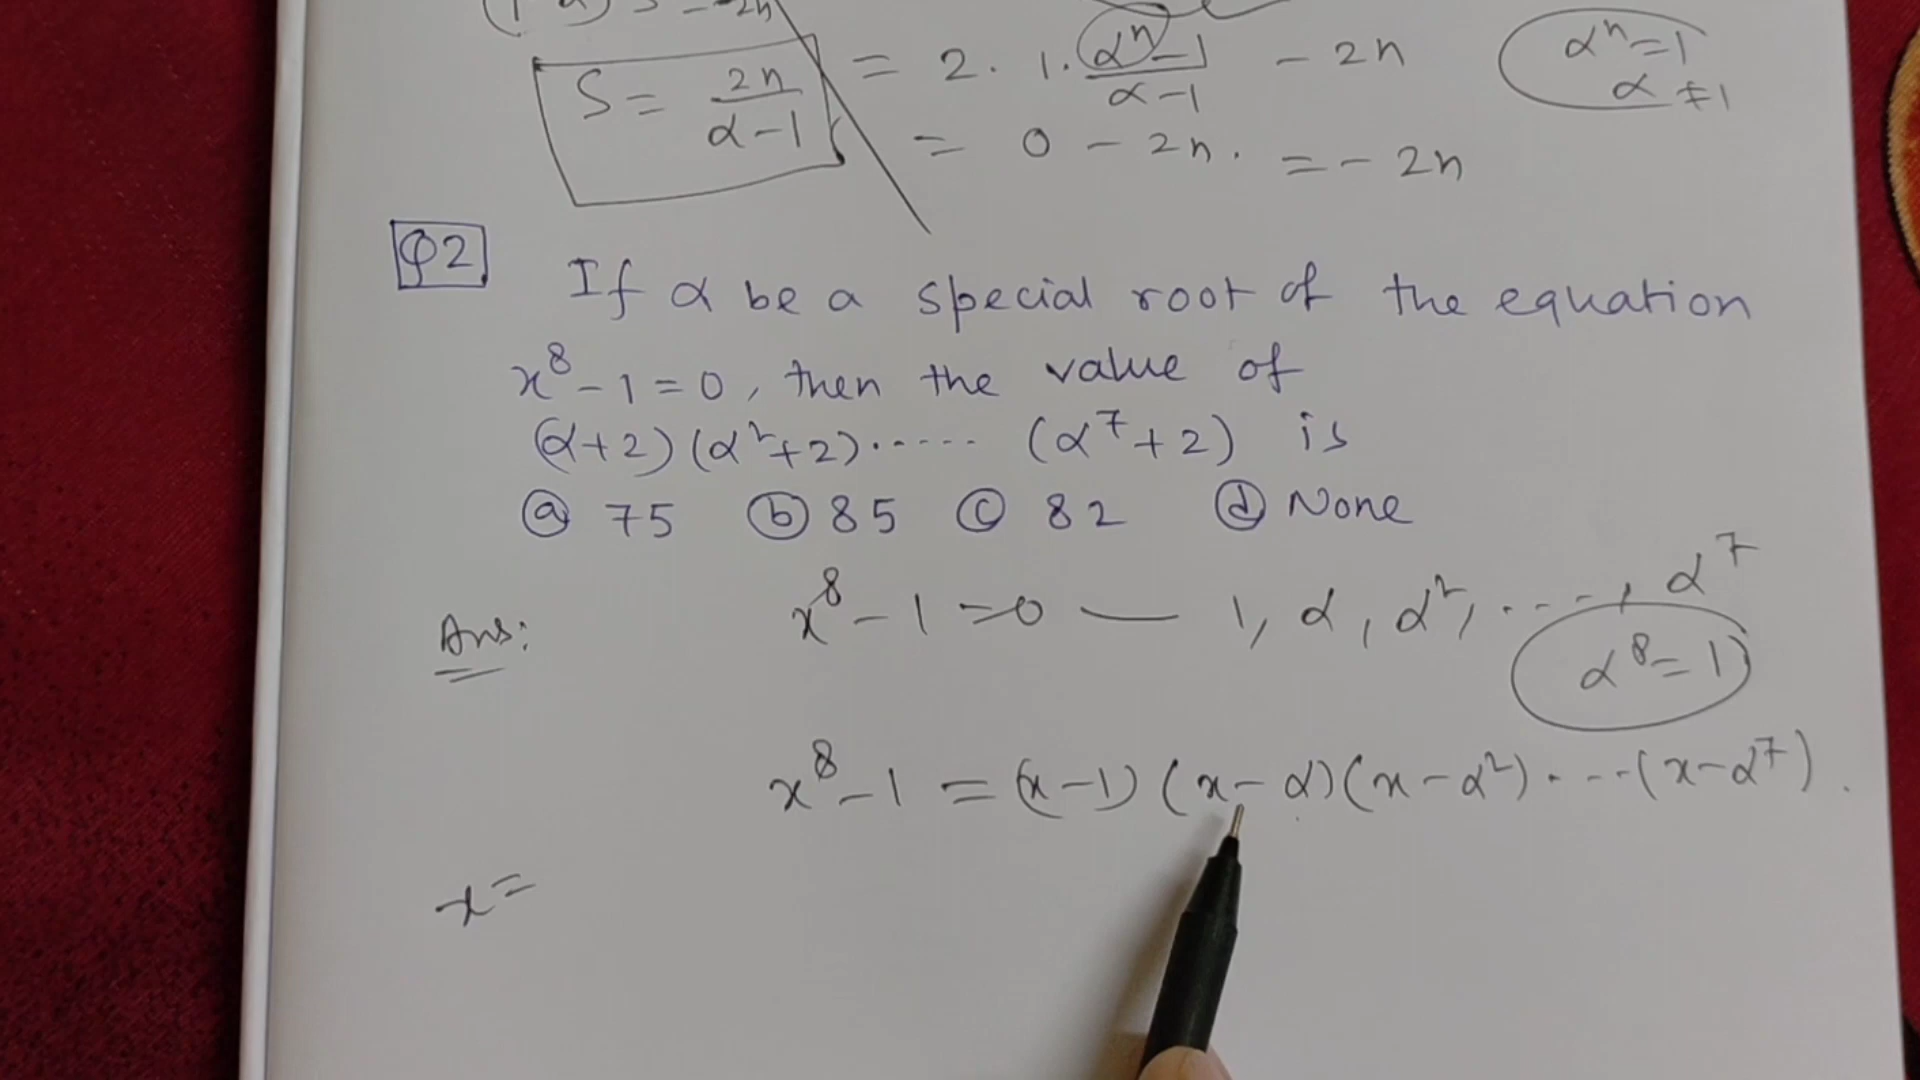 S = 2n/(α-1) = 2. 1. (αⁿ-1)/(α-1) - 2n
αⁿ=1
α ≠1
= 0 - 2n. = - 2n
Q2 If α be a special root of the equation
x⁸-1=0, then the value of
(α+2)(α²+2)...... (α⁷+2) is
ⓐ 75 ⓑ 85 ⓒ 82 ⓓ None
Ans: x⁸-1=0 — 1, α, α², ...., α⁷
α⁸=1
x⁸-1 = (x-1)(x-α)(x-α²)....(x-α⁷).
x=